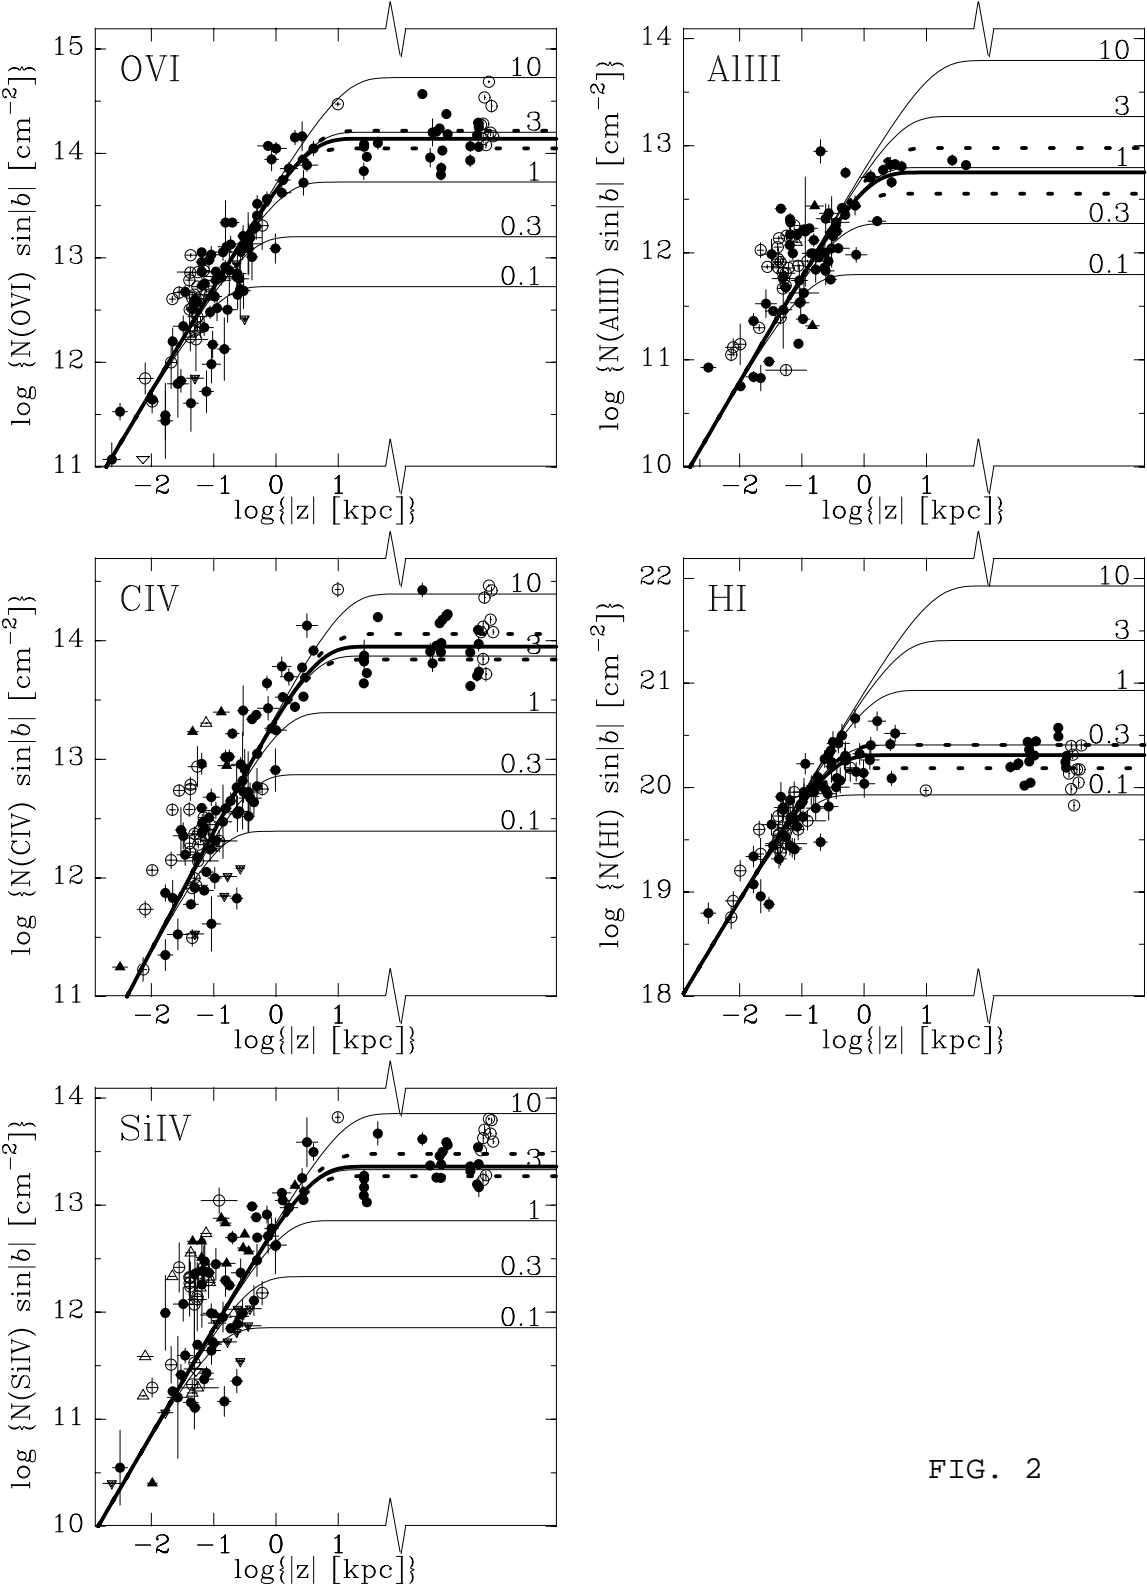 OVI
log {N(OVI) sin|b| [cm−2]}
15
14
13
12
11
10
3
1
0.3
0.1
−2 −1 0 1
log{|z| [kpc]}
AlIII
log {N(AlIII) sin|b| [cm−2]}
14
13
12
11
10
10
3
1
0.3
0.1
−2 −1 0 1
log{|z| [kpc]}
CIV
log {N(CIV) sin|b| [cm−2]}
14
13
12
11
10
3
1
0.3
0.1
−2 −1 0 1
log{|z| [kpc]}
HI
log {N(HI) sin|b| [cm−2]}
22
21
20
19
18
10
3
1
0.3
0.1
−2 −1 0 1
log{|z| [kpc]}
SiIV
log {N(SiIV) sin|b| [cm−2]}
14
13
12
11
10
10
3
1
0.3
0.1
−2 −1 0 1
log{|z| [kpc]}
FIG. 2